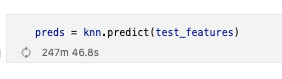 preds = knn.predict(test_features)
247m 46.8s